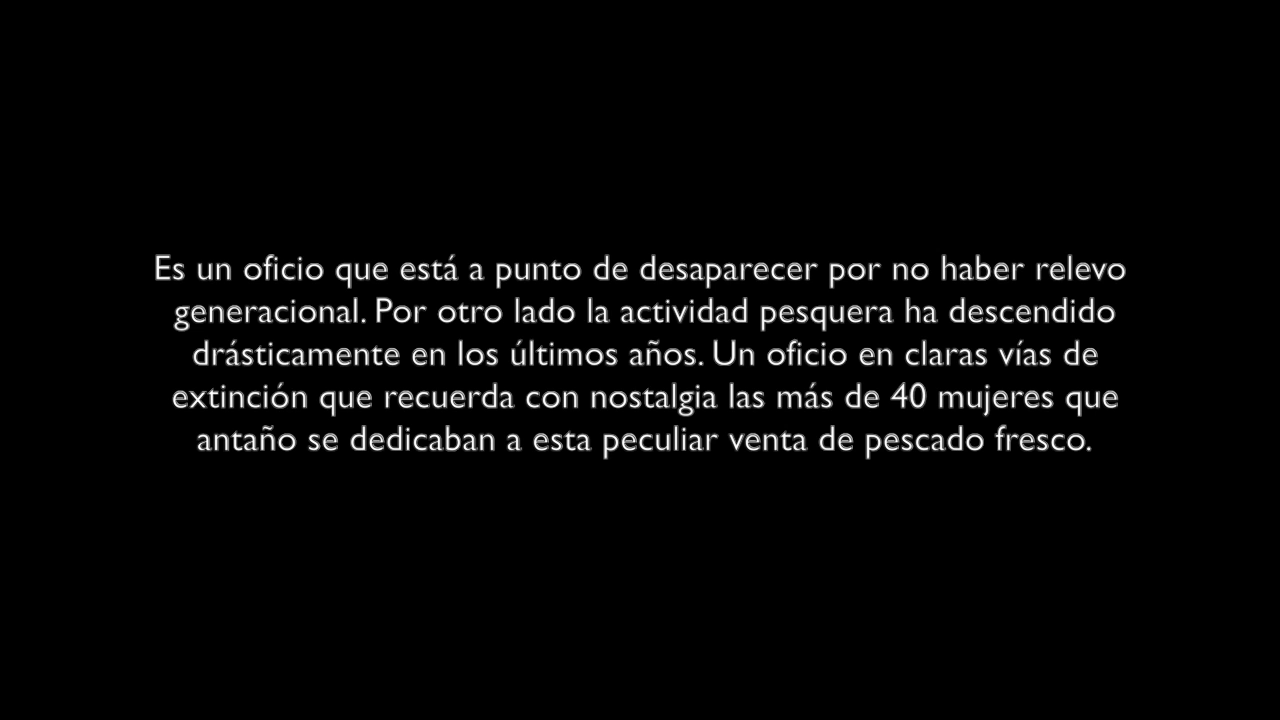 Es un oficio que está a punto de desaparecer por no haber relevo
generacional. Por otro lado la actividad pesquera ha descendido
drásticamente en los últimos años. Un oficio en claras vías de
extinción que recuerda con nostalgia las más de 40 mujeres que
antaño se dedicaban a esta peculiar venta de pescado fresco.